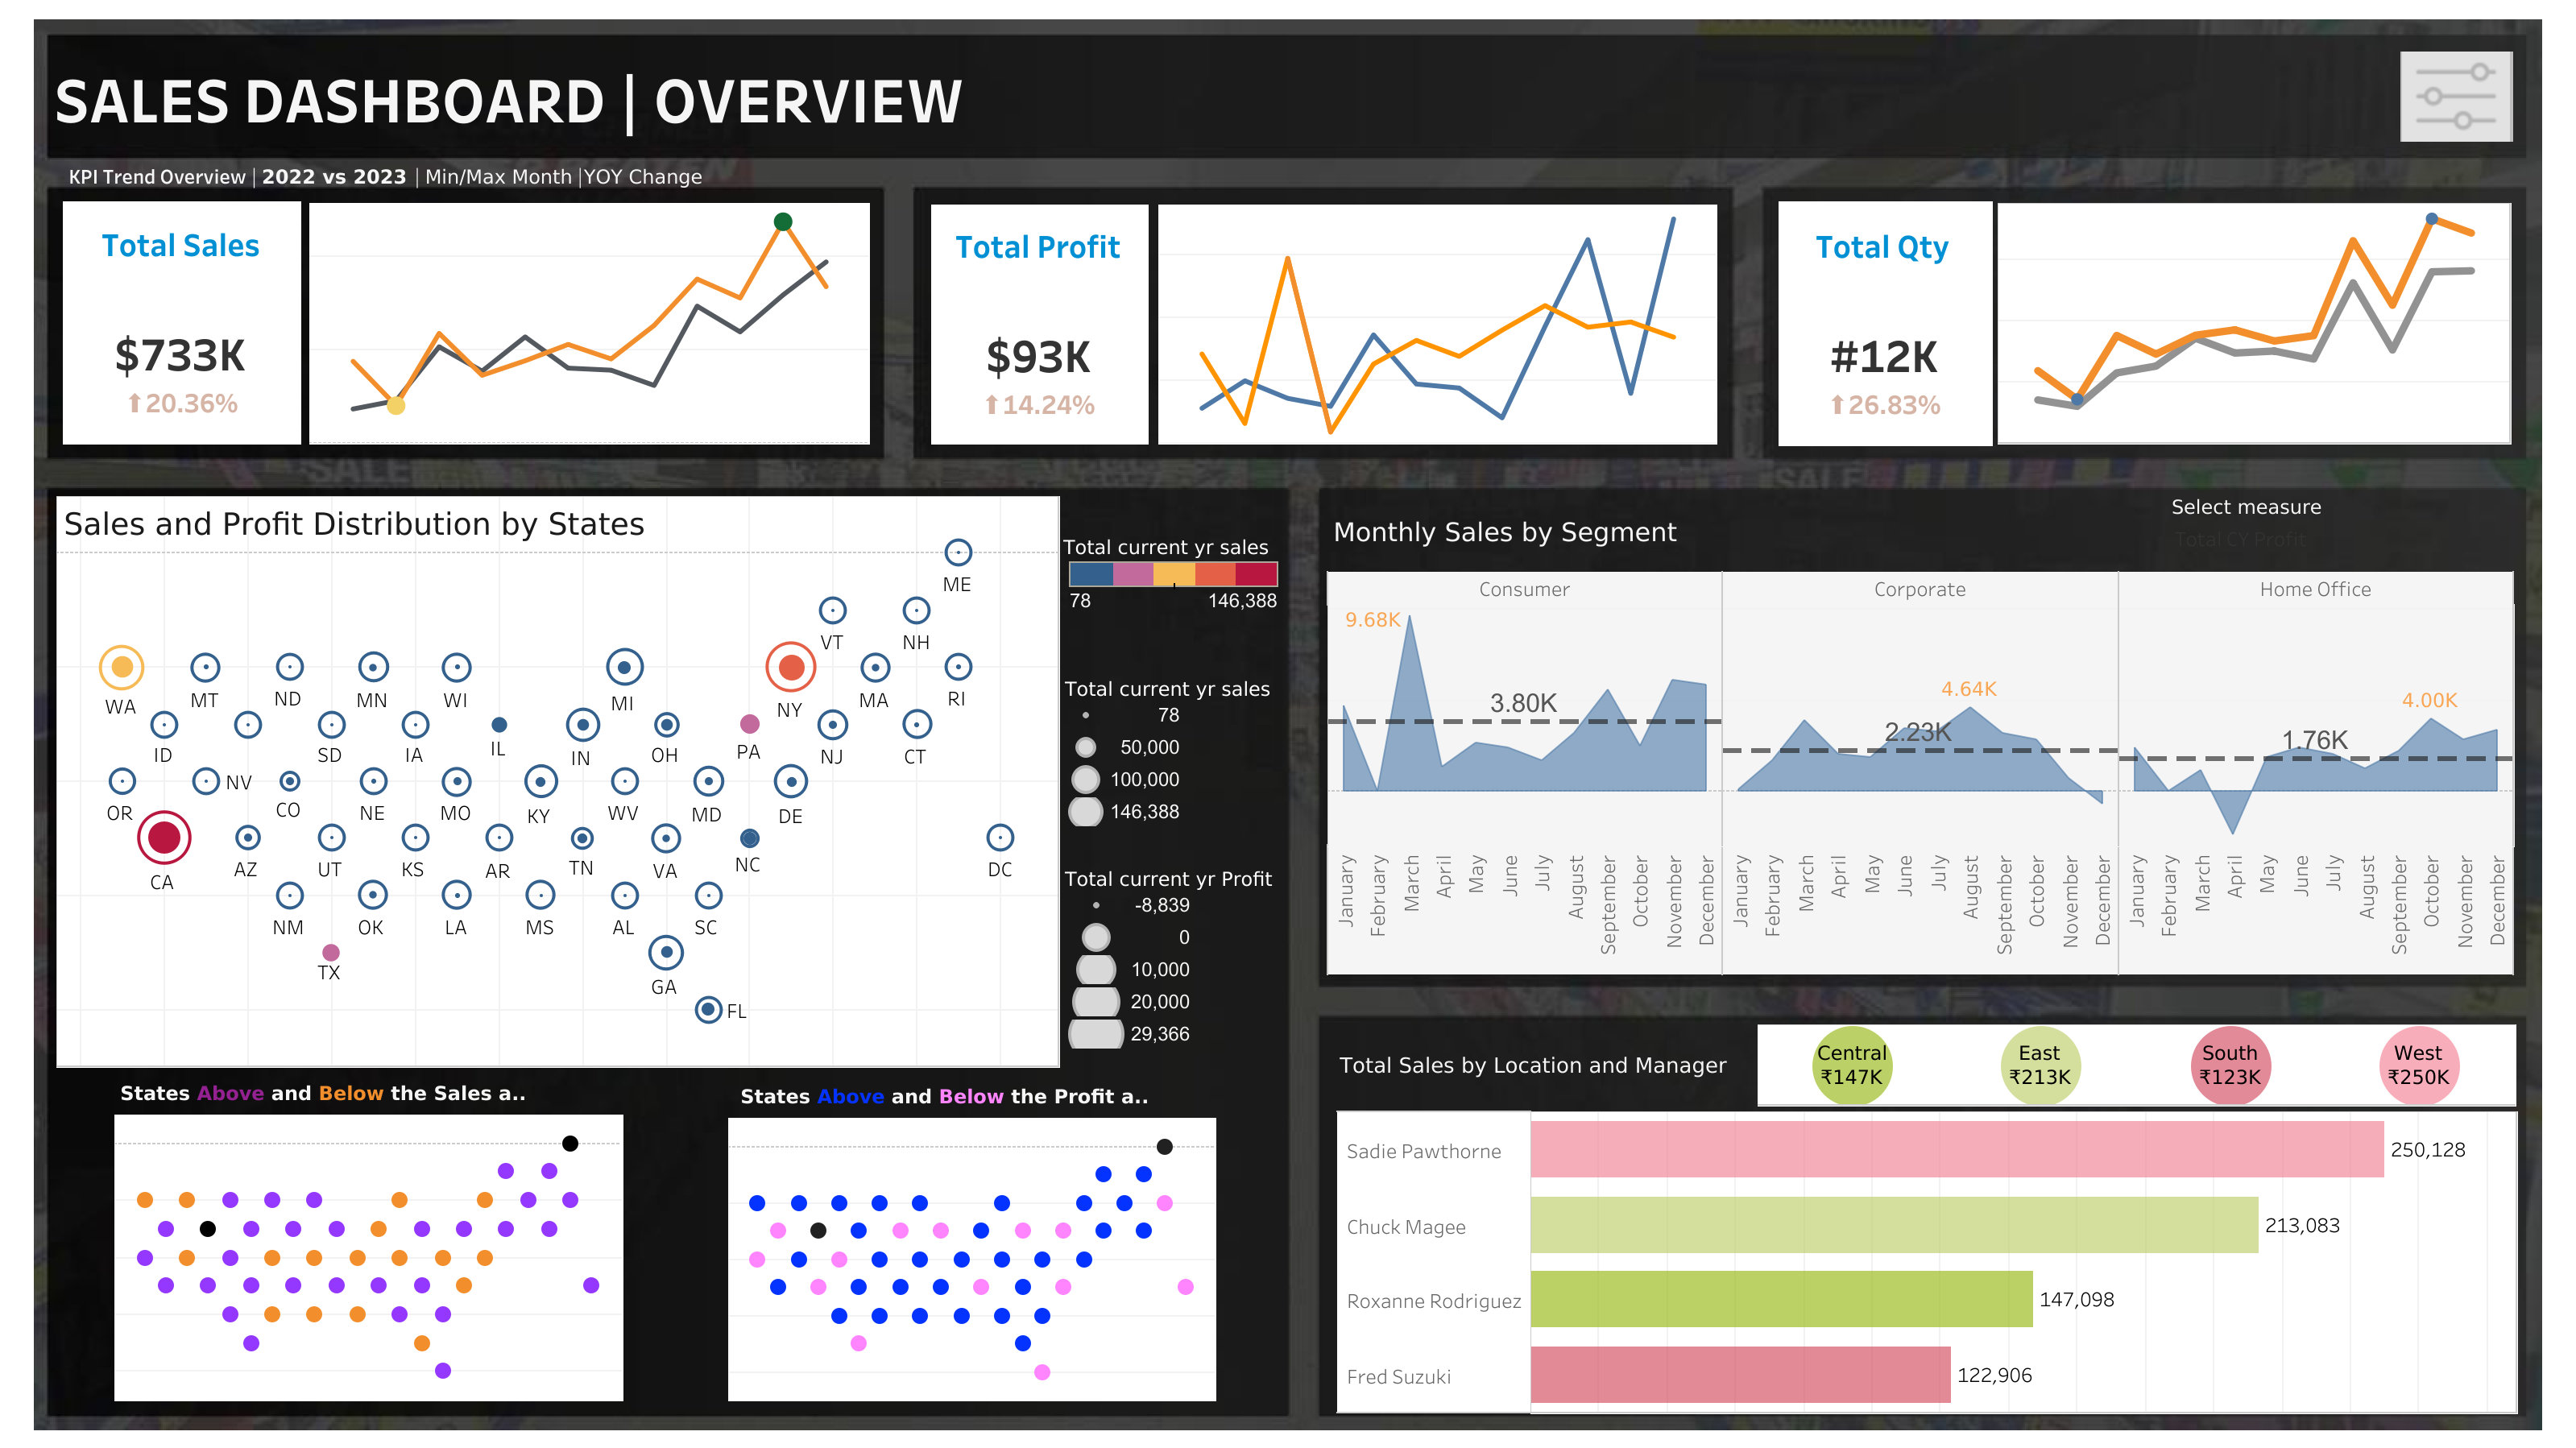 SALES DASHBOARD | OVERVIEW
KPI Trend Overview | 2022 vs 2023 | Min/Max Month |YOY Change
Total Sales
$733K
⬆20.36%
Total Profit
$93K
⬆14.24%
Total Qty
#12K
⬆26.83%
Sales and Profit Distribution by States
ME
VT NH
WA MT ND MN WI MI NY MA RI
ID SD IA IL IN OH PA NJ CT
OR NV CO NE MO KY WV MD DE
CA AZ UT KS AR TN VA NC DC
NM OK LA MS AL SC
TX GA
FL
Total current yr sales
78 146,388
Total current yr sales
78
50,000
100,000
146,388
Total current yr Profit
-8,839
0
10,000
20,000
29,366
States Above and Below the Sales a..
States Above and Below the Profit a..
Monthly Sales by Segment
Select measure
Total CY Profit
Consumer Corporate Home Office
9.68K
3.80K
4.64K
2.23K
4.00K
1.76K
January
February
March
April
May
June
July
August
September
October
November
December
January
February
March
April
May
June
July
August
September
October
November
December
January
February
March
April
May
June
July
August
September
October
November
December
Total Sales by Location and Manager
Central
₹147K
East
₹213K
South
₹123K
West
₹250K
Sadie Pawthorne 250,128
Chuck Magee 213,083
Roxanne Rodriguez 147,098
Fred Suzuki 122,906